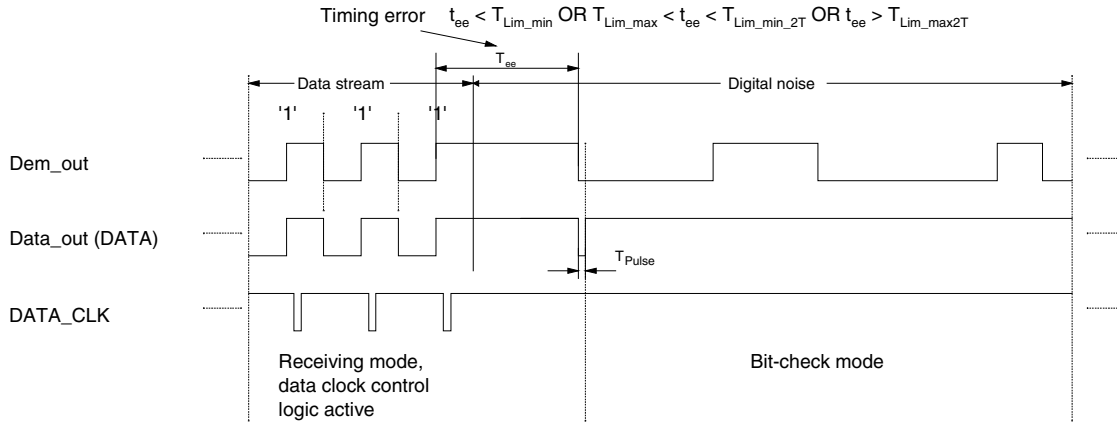 Timing error t_ee < T_Lim_min OR T_Lim_max < t_ee < T_Lim_min_2T OR t_ee > T_Lim_max2T
T_ee
Data stream Digital noise
'1' '1' '1'
Dem_out
Data_out (DATA)
T_Pulse
DATA_CLK
Receiving mode,
data clock control
logic active
Bit-check mode